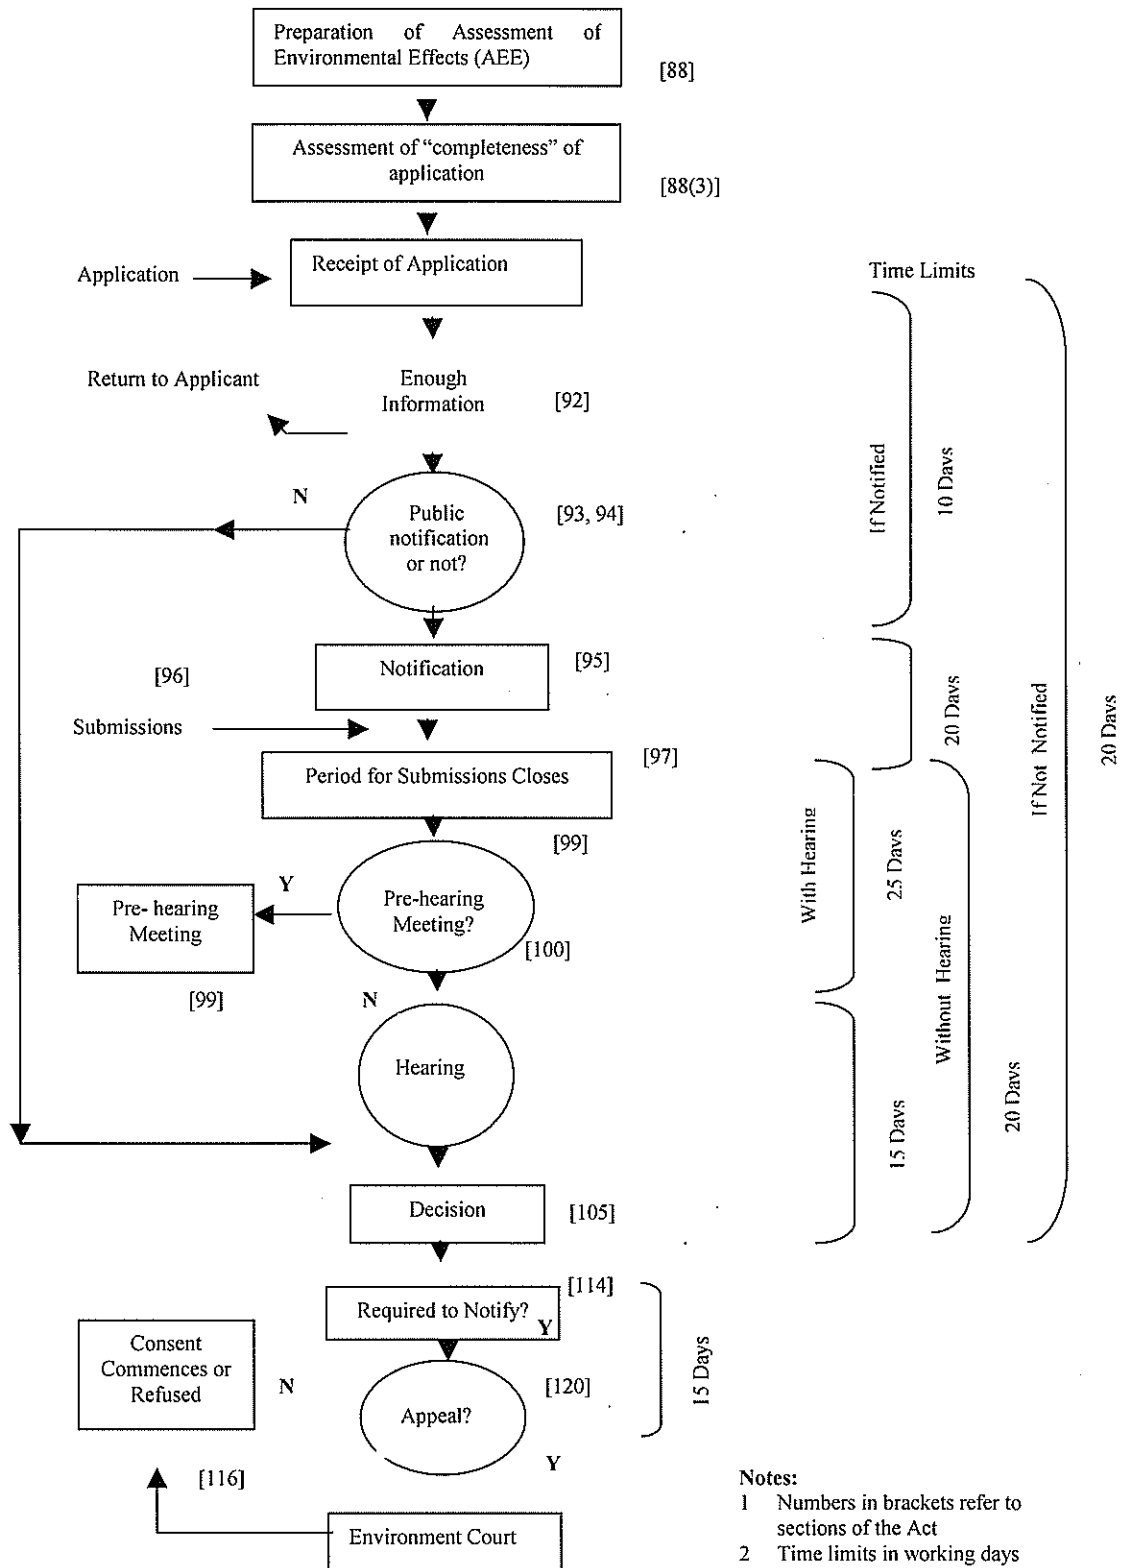 Preparation of Assessment of
Environmental Effects (AEE)
[88]
Assessment of "completeness" of
application
[88(3)]
Application
Receipt of Application
Time Limits
Return to Applicant
Enough
Information
[92]
N
Public
notification
or not?
[93, 94]
If Notified
10 Days
[96]
Notification
[95]
Submissions
20 Days
If Not Notified
20 Days
Period for Submissions Closes
[97]
[99]
Y
Pre- hearing
Meeting
Pre-hearing
Meeting?
[100]
With Hearing
25 Days
Without Hearing
20 Days
[99]
N
Hearing
15 Days
Decision
[105]
[114]
Required to Notify?
Y
Consent
Commences or
Refused
N
[120]
Appeal?
15 Days
Y
[116]
Environment Court
Notes:
1 Numbers in brackets refer to
sections of the Act
2 Time limits in working days